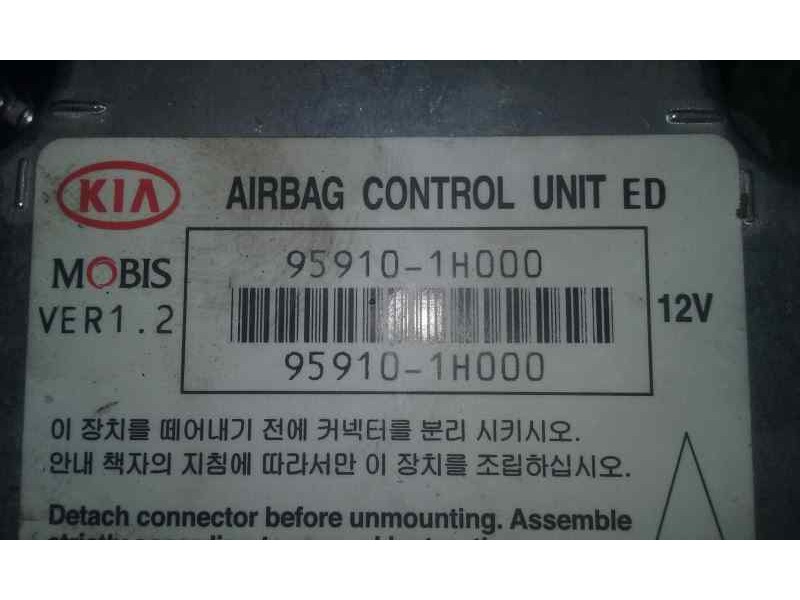 KIA AIRBAG CONTROL UNIT ED
MOBIS
VER1.2
95910-1H000
95910-1H000
12V
이 장치를 떼어내기 전에 커넥터를 분리 시키시오.
안내 책자의 지침에 따라서만 이 장치를 조립하십시오.
Detach connector before unmounting. Assemble
strictly according to